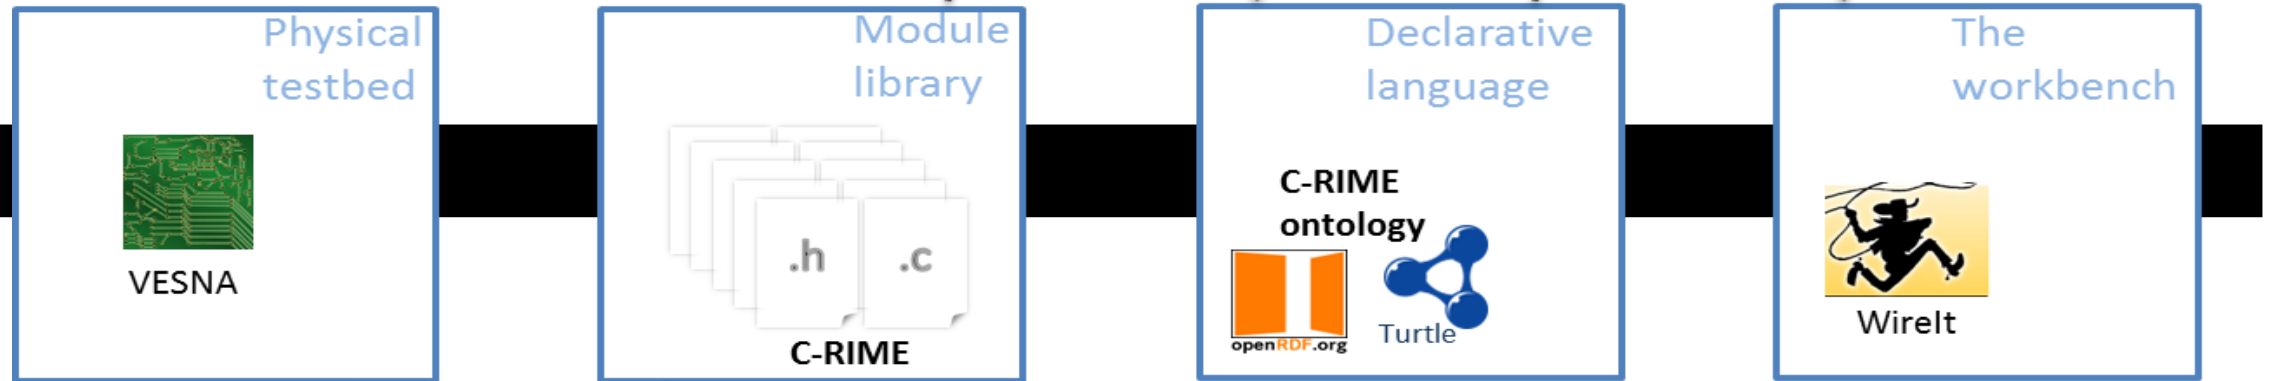 Physical
testbed
VESNA
Module
library
.h
.c
C-RIME
Declarative
language
C-RIME
ontology
openRDF.org
Turtle
The
workbench
WireIt